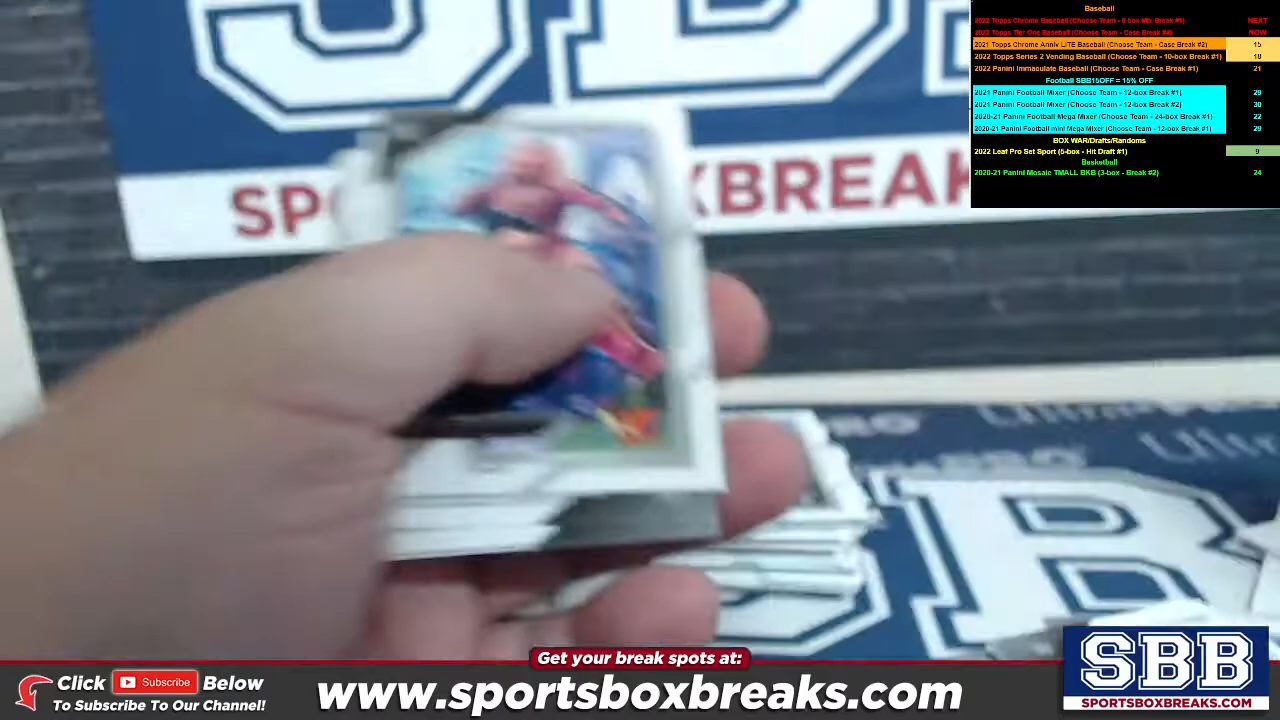 Baseball
2022 Topps Chrome Baseball (Choose Team - 6 box Mix Break #1) NEXT
2022 Topps Tier One Baseball (Choose Team - Case Break #4) NOW
2021 Topps Chrome Anniv LITE Baseball (Choose Team - Case Break #2) 15
2022 Topps Series 2 Vending Baseball (Choose Team - 10-box Break #1) 18
2022 Panini Immaculate Baseball (Choose Team - Case Break #1) 21
Football SBB15OFF = 15% OFF
2021 Panini Football Mixer (Choose Team - 12-box Break #1) 29
2021 Panini Football Mixer (Choose Team - 12-box Break #2) 30
2020-21 Panini Football Mega Mixer (Choose Team - 24-box Break #1) 22
2020-21 Panini Football mini Mega Mixer (Choose Team - 12-box Break #1) 29
BOX WAR/Drafts/Randoms
2022 Leaf Pro Set Sport (5-box - Hit Draft #1) 9
Basketball
2020-21 Panini Mosaic TMALL BKB (3-box - Break #2) 24
SP XBREAK
Ultra
Get your break spots at:
Click Subscribe Below
To Subscribe To Our Channel!
www.sportsboxbreaks.com
SBB
SPORTSBOXBREAKS.COM